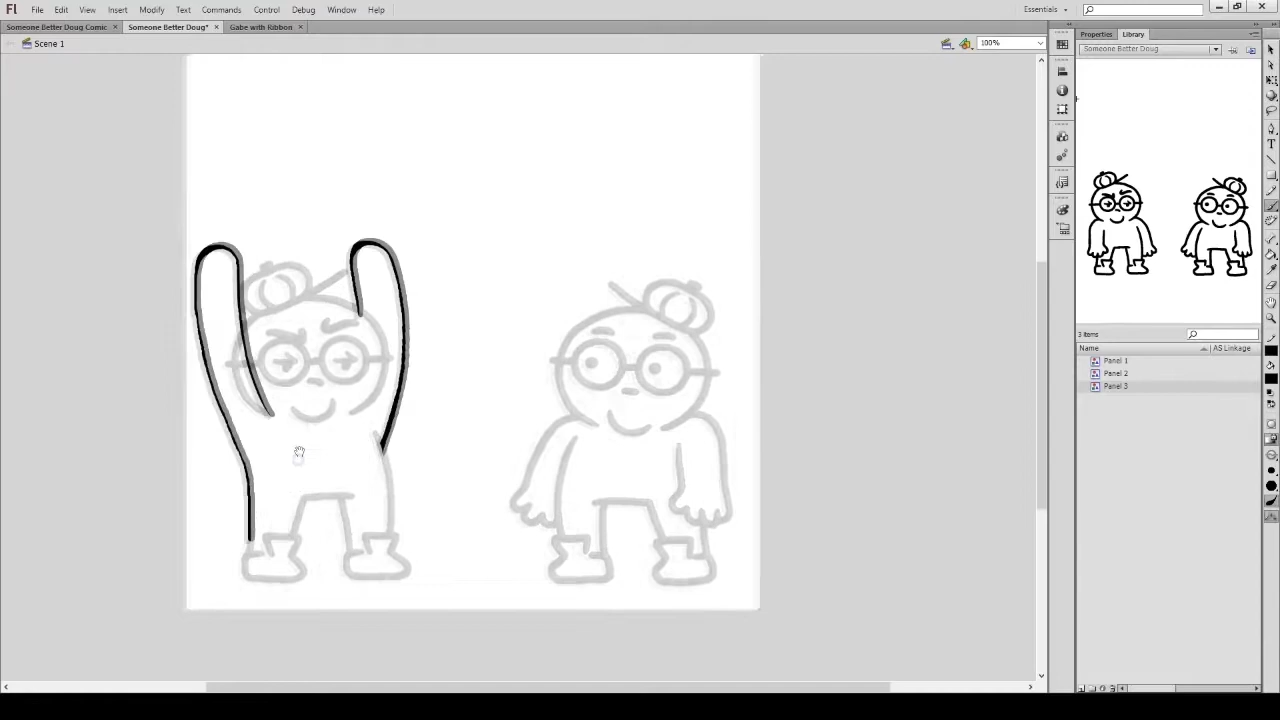 Fl File Edit View Insert Modify Text Commands Control Debug Window Help Essentials
Someone Better Doug Comic Someone Better Doug* Gabe with Ribbon
Scene 1
100%
Properties Library
Someone Better Doug
3 items
Name AS Linkage
Panel 1
Panel 2
Panel 3